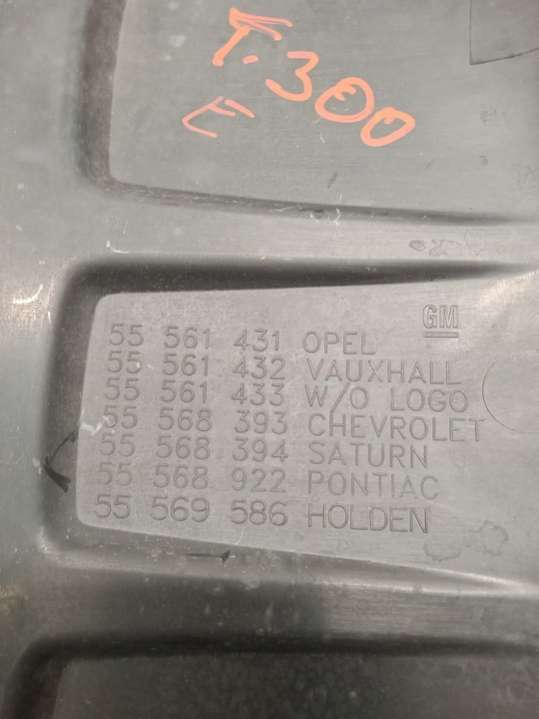 T.300
E
GM
55 561 431 OPEL
55 561 432 VAUXHALL
55 561 433 W/O LOGO
55 568 393 CHEVROLET
55 568 394 SATURN
55 568 922 PONTIAC
55 569 586 HOLDEN